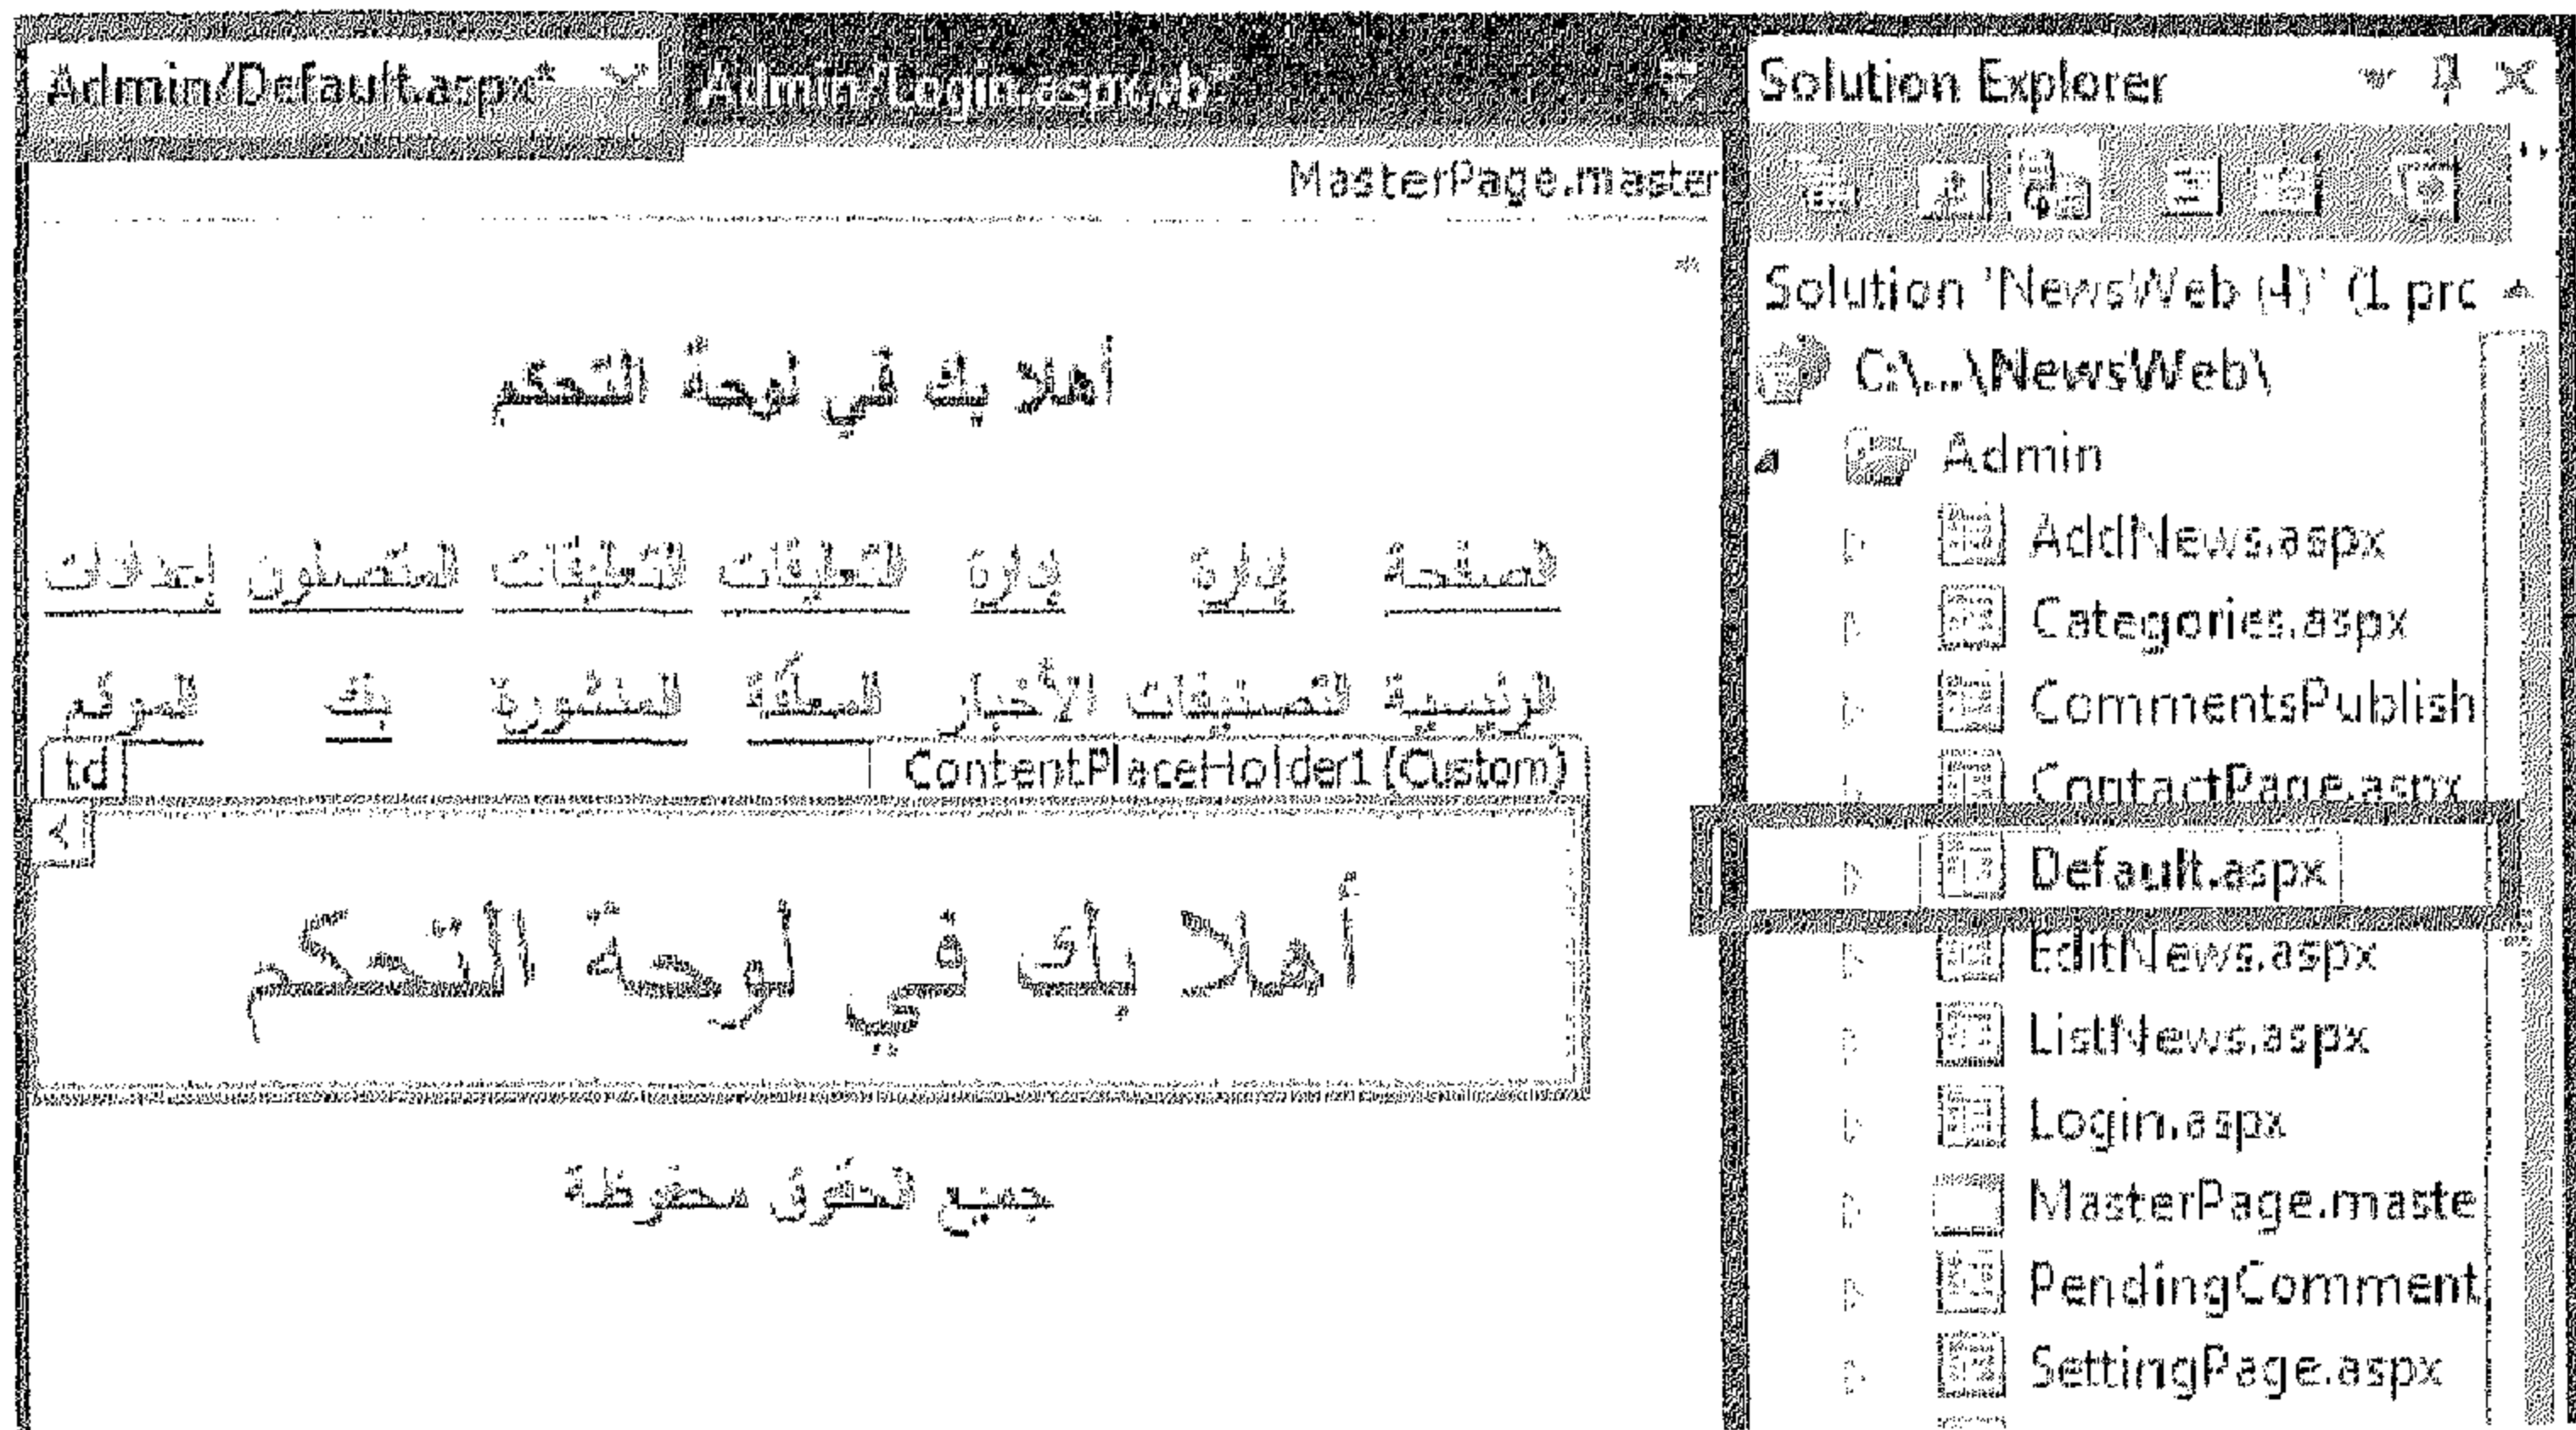 Admin/Default.aspx* Admin/Login.aspx.vb*
MasterPage.master
أهلا بك في لوحة التحكم
الصفحة إدارة إدارة التعليقات التعليقات المتصلون إعدادات
الرئيسية التصنيفات الأخبار المعلقة المنشورة بك الموقع
td
ContentPlaceHolder1 (Custom)
أهلا بك في لوحة التحكم
جميع الحقوق محفوظة
Solution Explorer
Solution 'NewsWeb (4)' (1 prc
C:\...\NewsWeb\
Admin
AddNews.aspx
Categories.aspx
CommentsPublish
ContactPage.aspx
Default.aspx
EditNews.aspx
ListNews.aspx
Login.aspx
MasterPage.maste
PendingComment
SettingPage.aspx